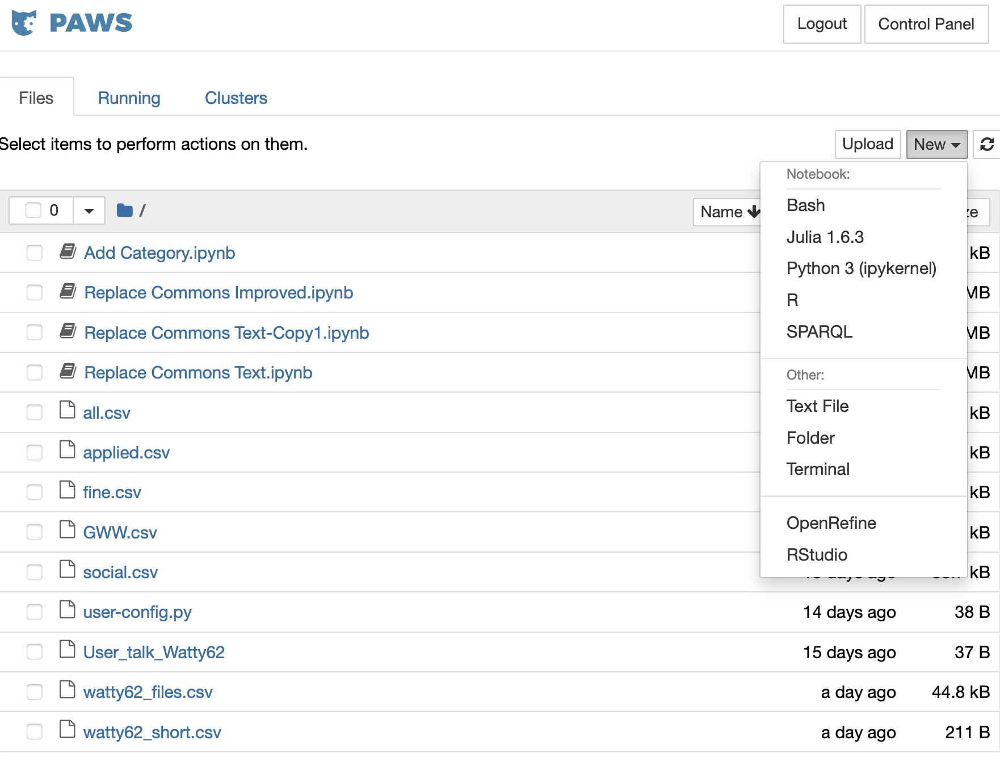 PAWS
Logout
Control Panel
Files
Running
Clusters
Select items to perform actions on them.
Upload
New
0
/
Name
Notebook:
Bash
Julia 1.6.3
Python 3 (ipykernel)
R
SPARQL
Other:
Text File
Folder
Terminal
OpenRefine
RStudio
Add Category.ipynb kB
Replace Commons Improved.ipynb MB
Replace Commons Text-Copy1.ipynb MB
Replace Commons Text.ipynb MB
all.csv kB
applied.csv kB
fine.csv kB
GWW.csv kB
social.csv days ago kB
user-config.py 14 days ago 38 B
User_talk_Watty62 15 days ago 37 B
watty62_files.csv a day ago 44.8 kB
watty62_short.csv a day ago 211 B